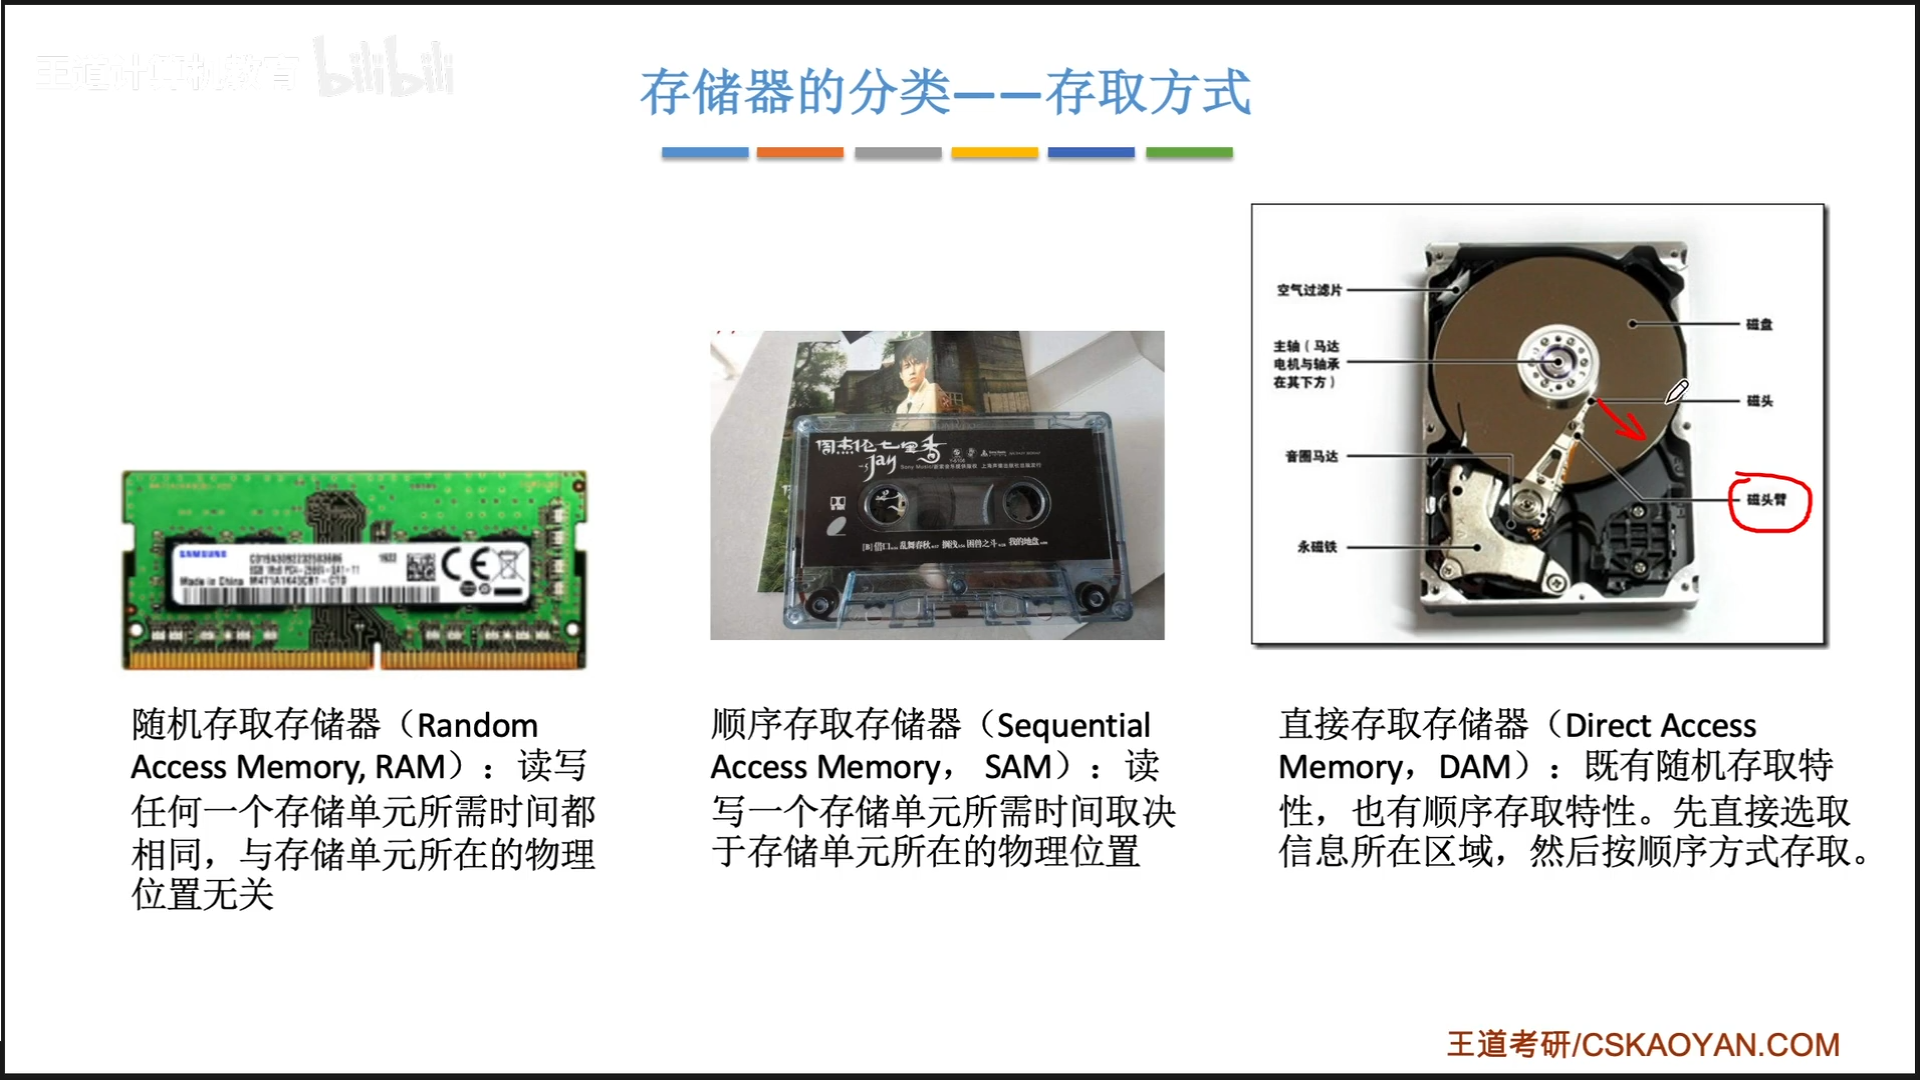 王道计算机教育 bilibili
存储器的分类——存取方式
空气过滤片
主轴（马达
电机与轴承
在其下方）
音圈马达
永磁铁
磁盘
磁头
磁头臂
SAMSUNG
Made in China
周杰伦 七里香
Jay
随机存取存储器（Random
Access Memory, RAM）：读写
任何一个存储单元所需时间都
相同，与存储单元所在的物理
位置无关
顺序存取存储器（Sequential
Access Memory， SAM）：读
写一个存储单元所需时间取决
于存储单元所在的物理位置
直接存取存储器（Direct Access
Memory，DAM）：既有随机存取特
性，也有顺序存取特性。先直接选取
信息所在区域，然后按顺序方式存取。
王道考研/CSKAOYAN.COM